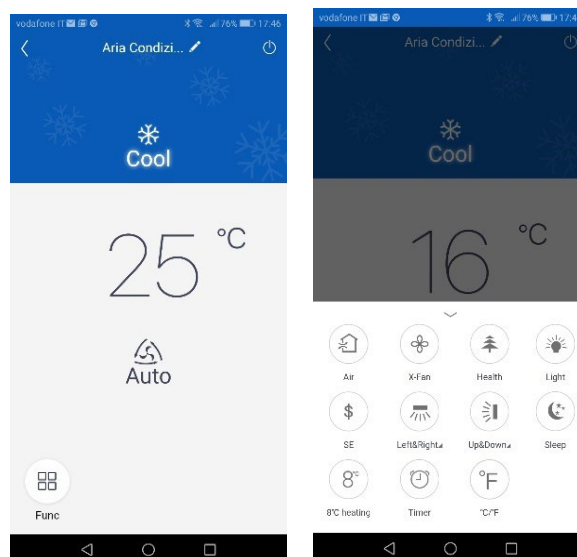 vodafone IT 76% 17:46
Aria Condizi...
Cool
25 °C
Auto
Func
vodafone IT 76% 17:4
Aria Condizi...
Cool
16 °C
Air X-Fan Health Light
$
SE Left&Right Up&Down Sleep
8°C °F
8°C heating Timer °C/°F